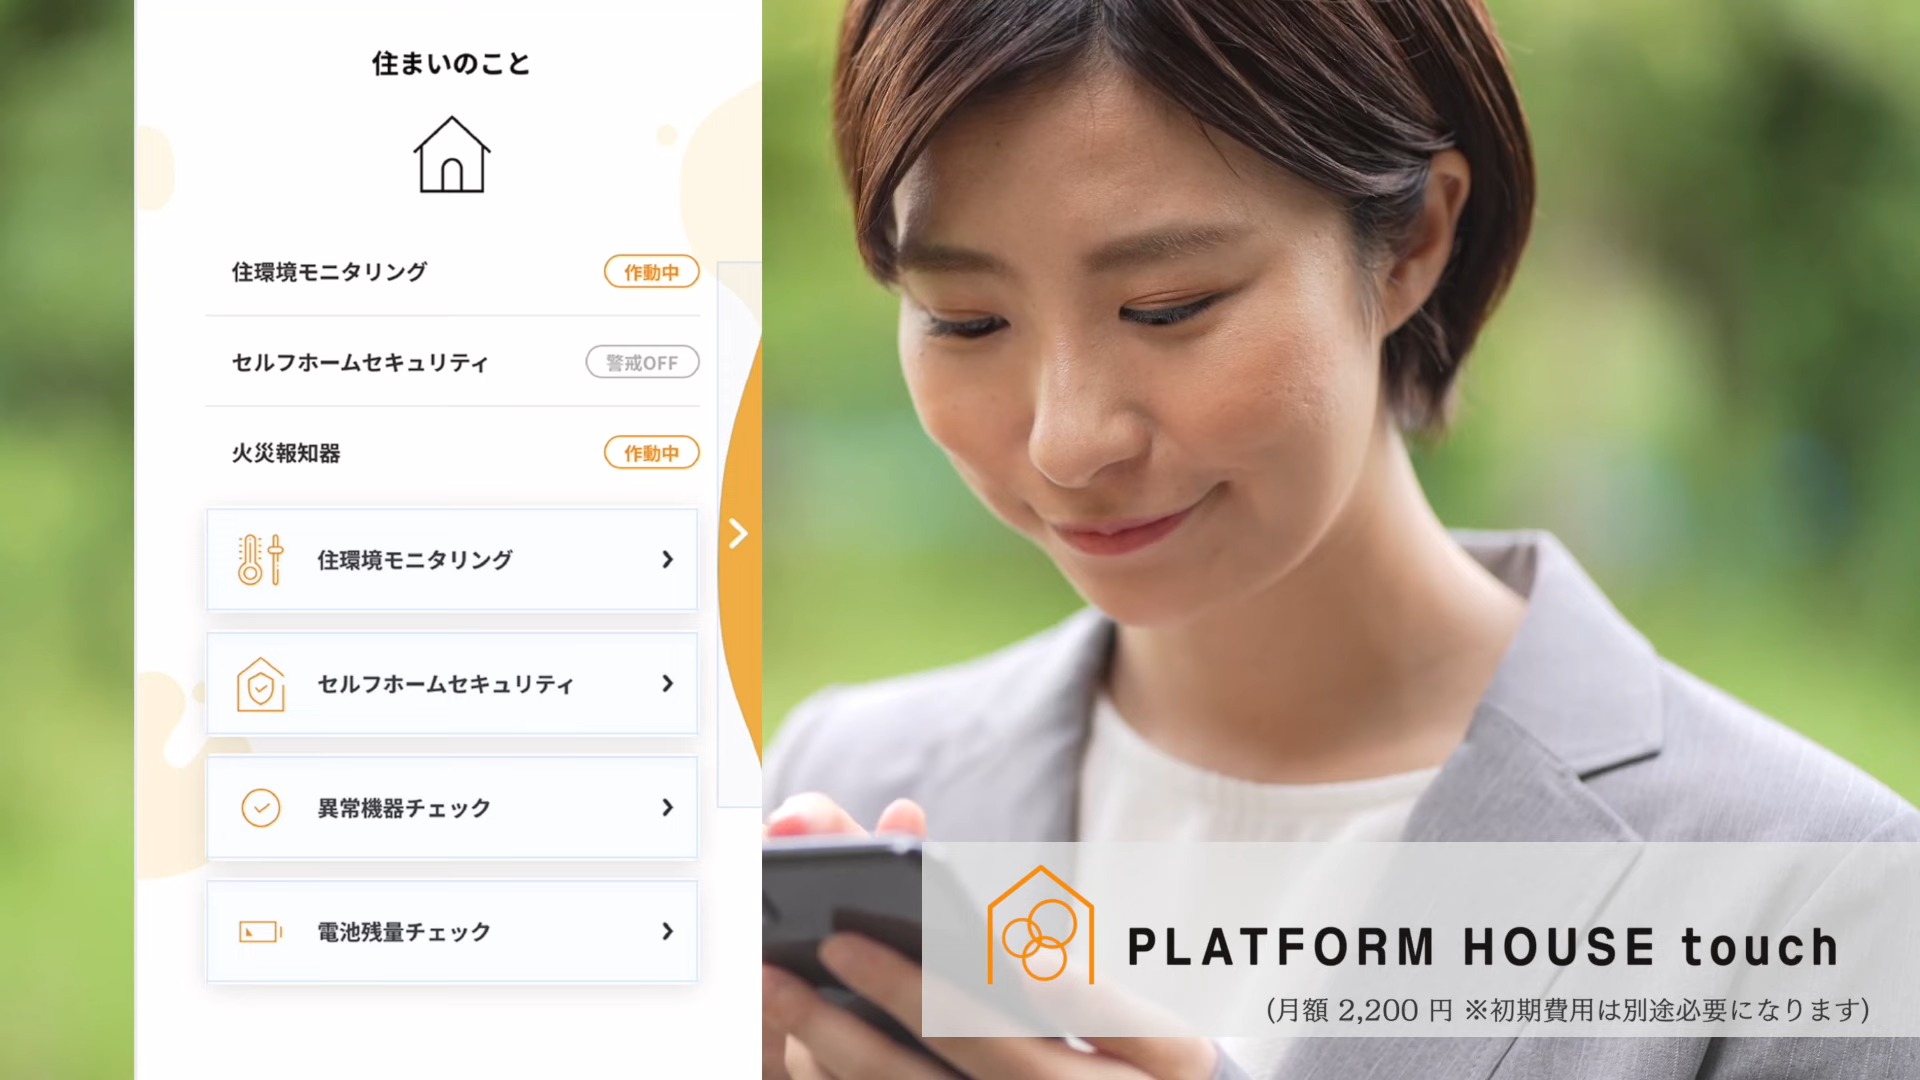 住まいのこと
住環境モニタリング 作動中
セルフホームセキュリティ 警戒OFF
火災報知器 作動中
住環境モニタリング
セルフホームセキュリティ
異常機器チェック
電池残量チェック
PLATFORM HOUSE touch
(月額 2,200 円 ※初期費用は別途必要になります)